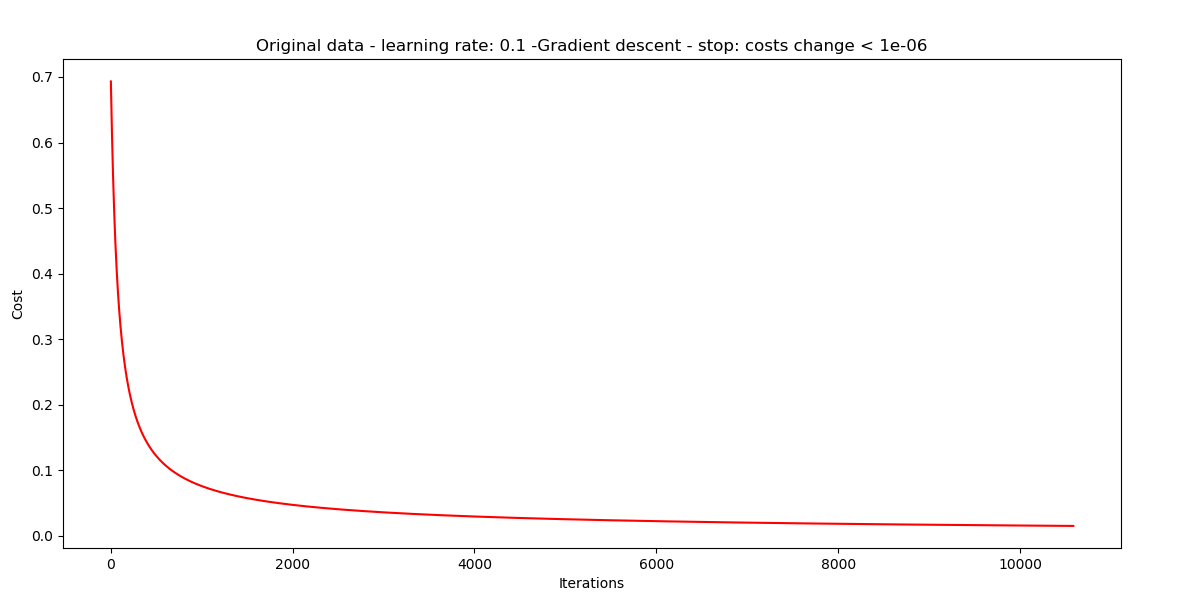 Original data - learning rate: 0.1 -Gradient descent - stop: costs change < 1e-06
0.7
0.6
0.5
0.4
0.3
0.2
0.1
0.0
Cost
0 2000 4000 6000 8000 10000
Iterations